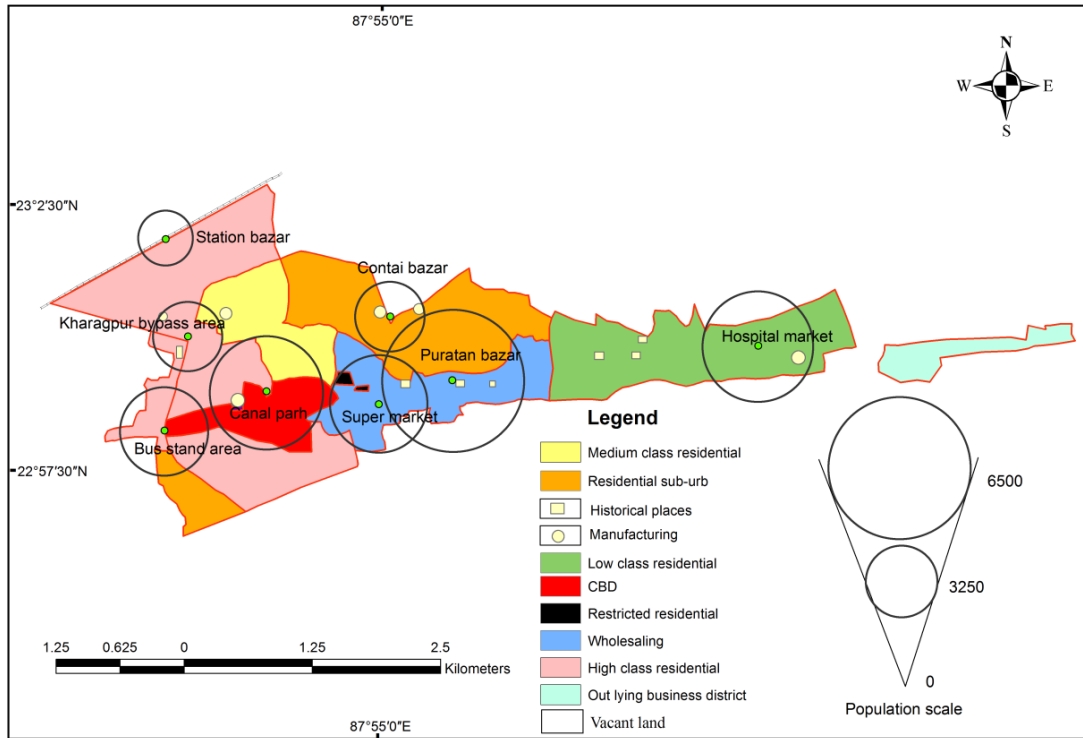 87°55'0"E
N
W E
S
23°2'30"N
Station bazar
Contai bazar
Kharagpur bypass area
Hospital market
Puratan bazar
Canal parh
Super market
Bus stand area
22°57'30"N
Legend
Medium class residential
Residential sub-urb
Historical places
Manufacturing
Low class residential
CBD
Restricted residential
Wholesaling
High class residential
Out lying business district
Vacant land
6500
3250
0
Population scale
1.25 0.625 0 1.25 2.5
Kilometers
87°55'0"E